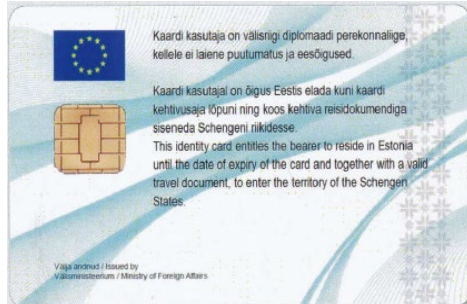 Kaardi kasutaja on välisriigi diplomaadi perekonnaliige,
kellele ei laiene puutumatus ja eesõigused.
Kaardi kasutajal on õigus Eestis elada kuni kaardi
kehtivusaja lõpuni ning koos kehtiva reisidokumendiga
siseneda Schengeni riikidesse.
This identity card entitles the bearer to reside in Estonia
until the date of expiry of the card and together with a valid
travel document, to enter the territory of the Schengen
States.
Välja andnud / Issued by
Välisministeerium / Ministry of Foreign Affairs